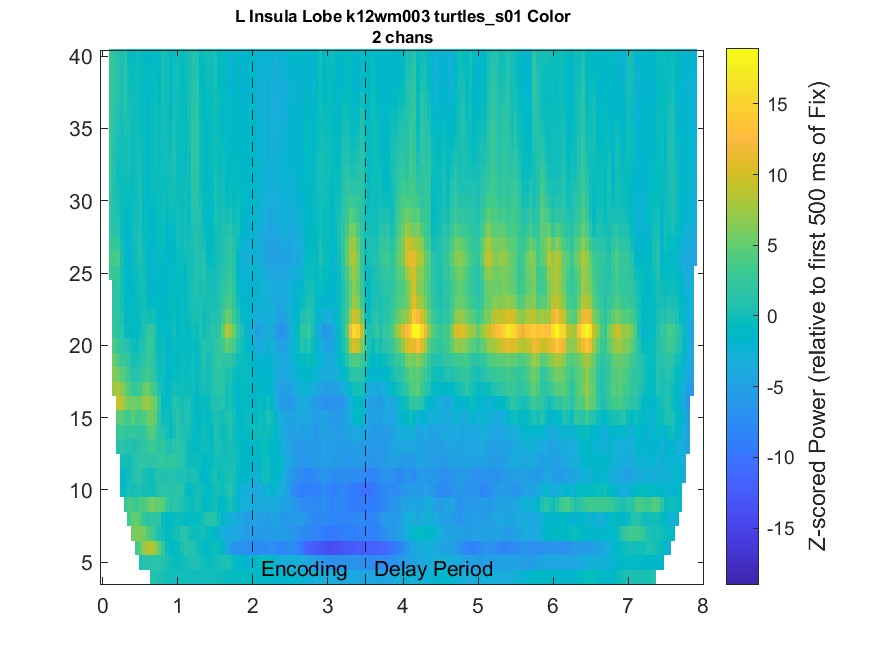 L Insula Lobe k12wm003 turtles_s01 Color
2 chans
40
35
30
25
20
15
10
5
Encoding
Delay Period
0 1 2 3 4 5 6 7 8
15
10
5
0
-5
-10
-15
Z-scored Power (relative to first 500 ms of Fix)